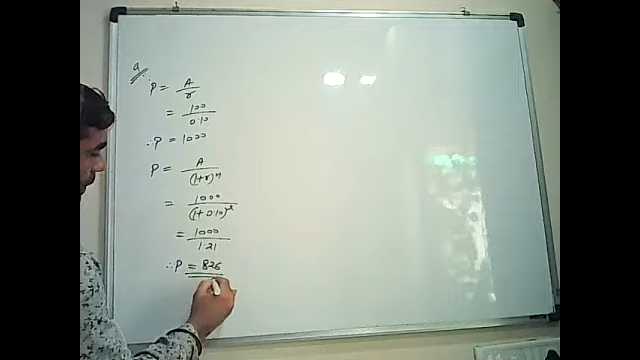 a
P = A/r
= 100/0.10
∴ P = 1000
P = A/(1+r)^n
= 1000/(1+0.10)^2
= 1000/1.21
∴ P = 826